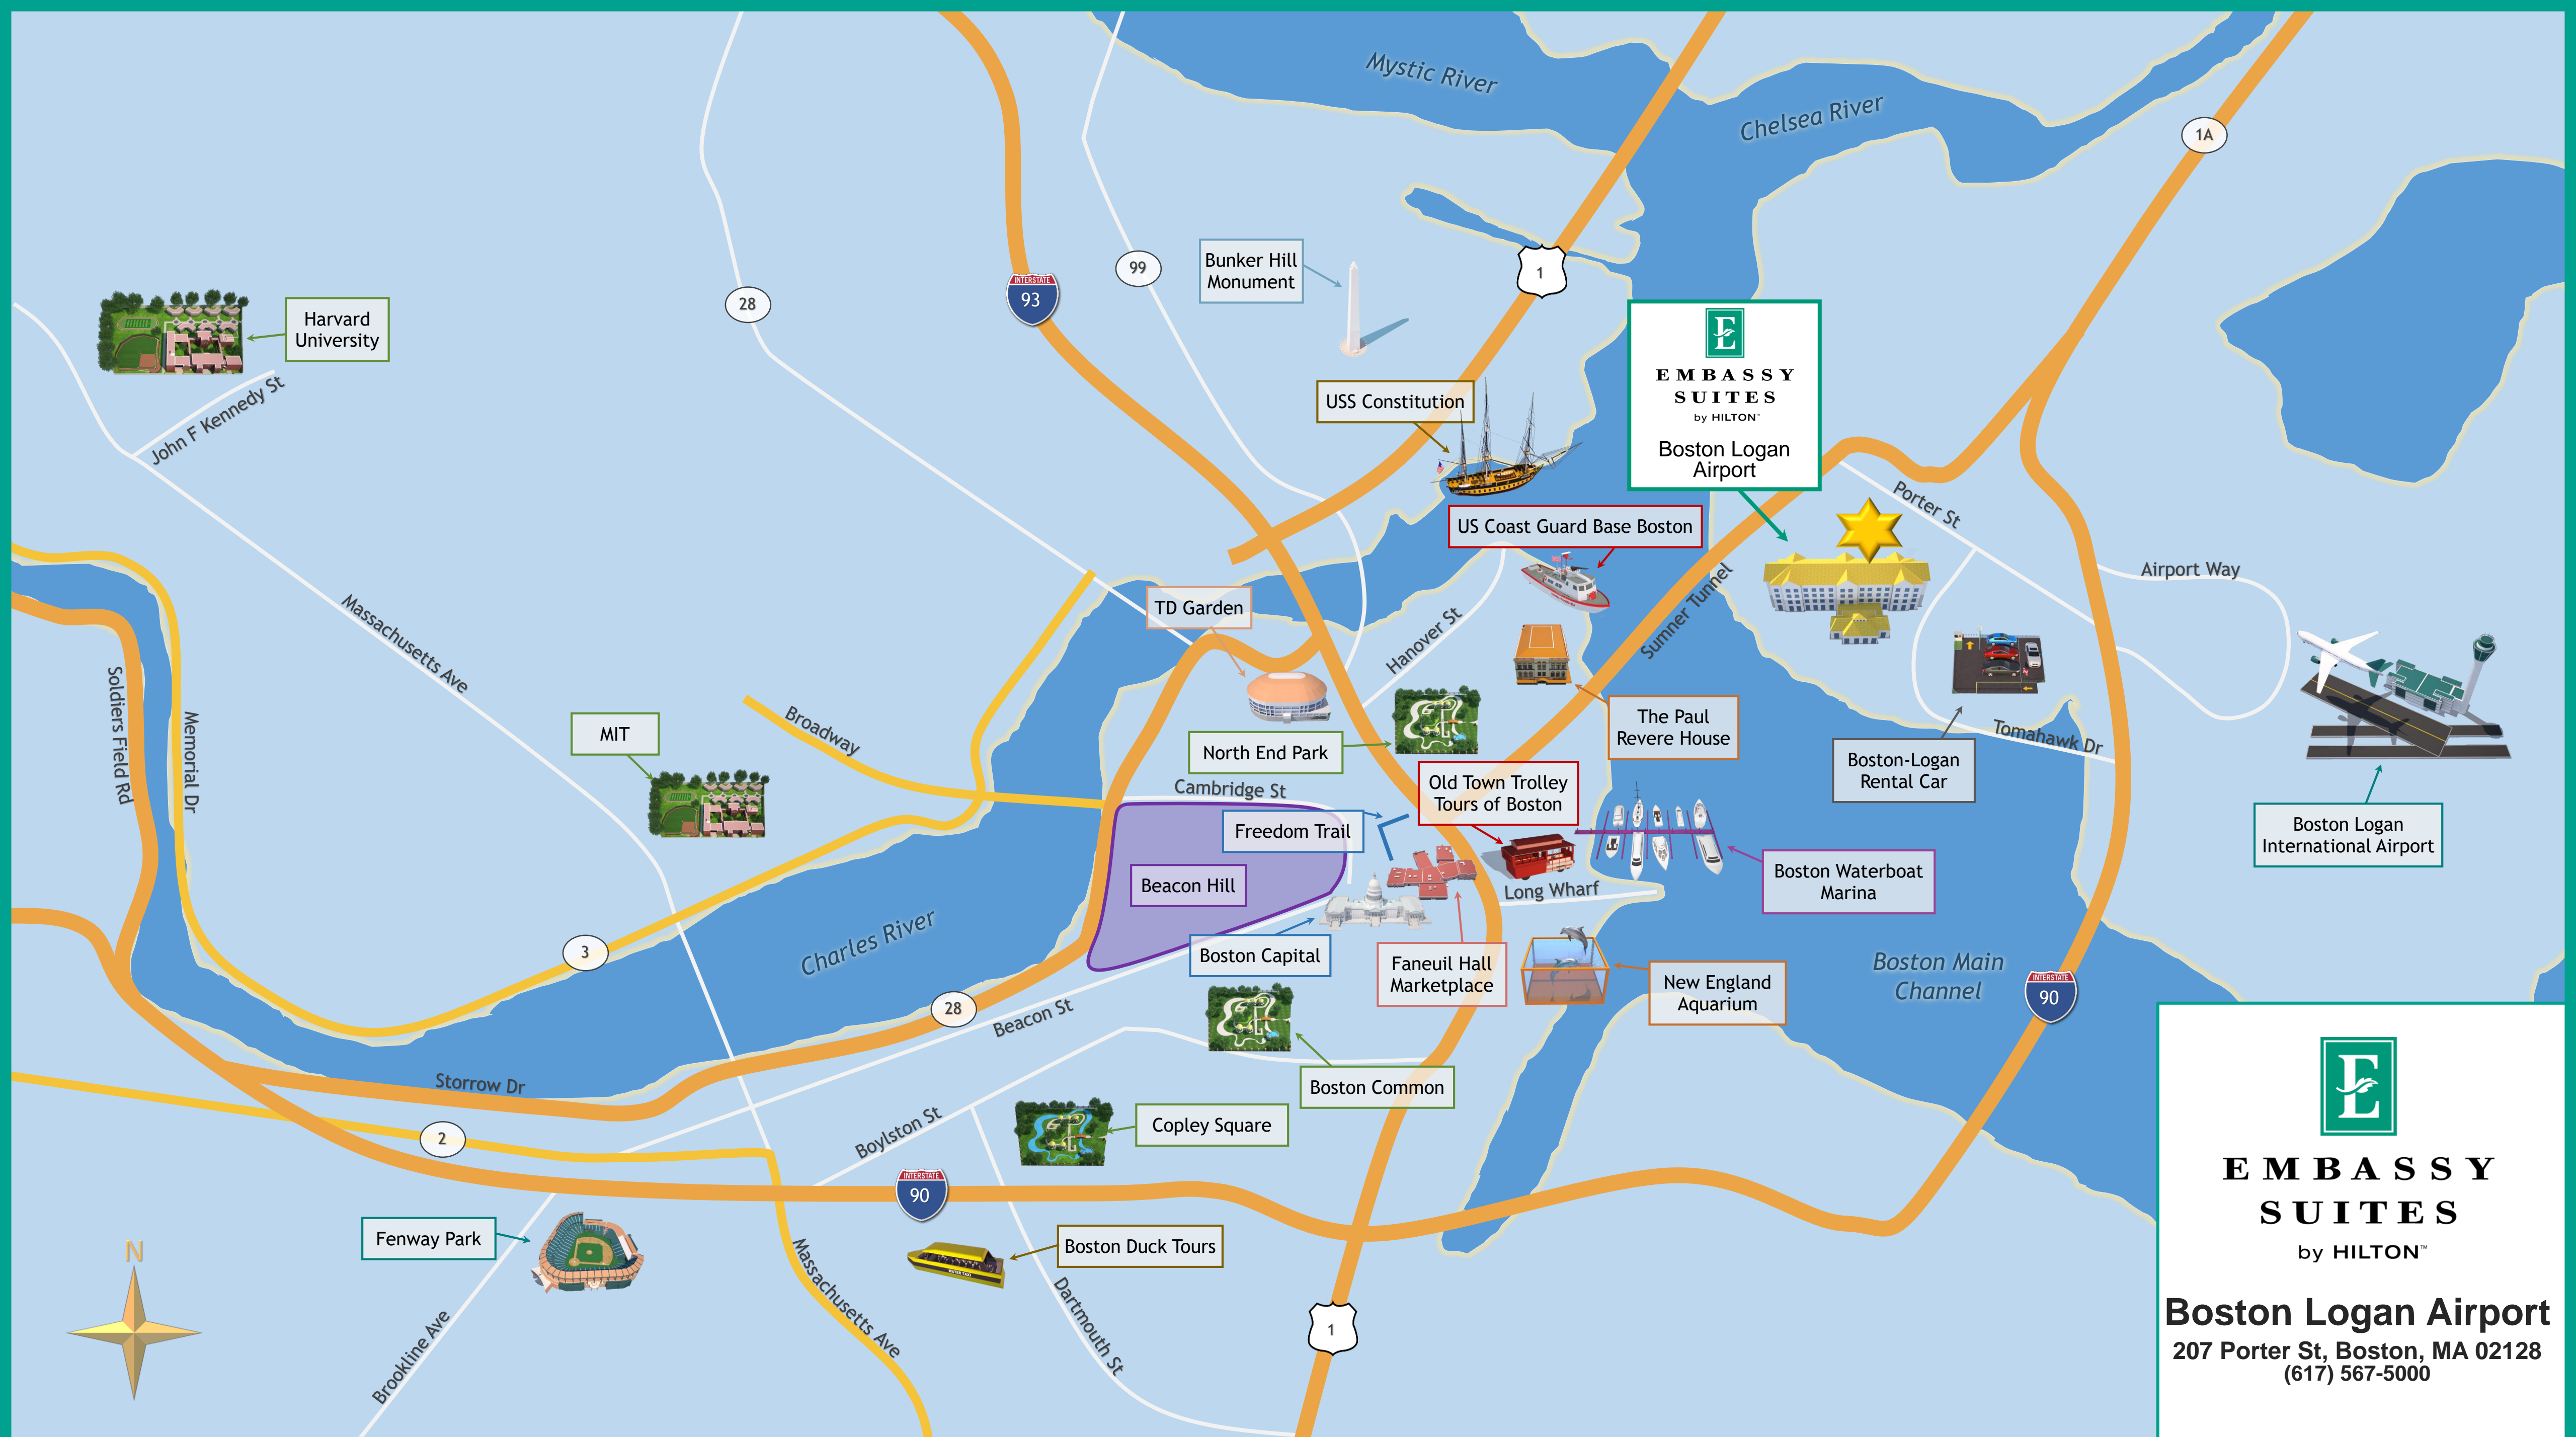 Mystic River
Chelsea River
1A
Bunker Hill
Monument
99
28
INTERSTATE
93
1
Harvard
University
John F Kennedy St
USS Constitution
E
EMBASSY
SUITES
by HILTON™
Boston Logan
Airport
Porter St
US Coast Guard Base Boston
Airport Way
TD Garden
Hanover St
Sumner Tunnel
Massachusetts Ave
Soldiers Field Rd
Memorial Dr
MIT
Broadway
North End Park
The Paul
Revere House
Tomahawk Dr
Boston-Logan
Rental Car
Cambridge St
Old Town Trolley
Tours of Boston
Freedom Trail
Boston Logan
International Airport
Beacon Hill
Long Wharf
Boston Waterboat
Marina
3
Charles River
Boston Capital
Faneuil Hall
Marketplace
New England
Aquarium
Boston Main
Channel
INTERSTATE
90
28
Beacon St
Storrow Dr
Boston Common
2
Boylston St
Copley Square
INTERSTATE
90
Fenway Park
Boston Duck Tours
N
Massachusetts Ave
Dartmouth St
Brookline Ave
1
E
EMBASSY
SUITES
by HILTON™
Boston Logan Airport
207 Porter St, Boston, MA 02128
(617) 567-5000